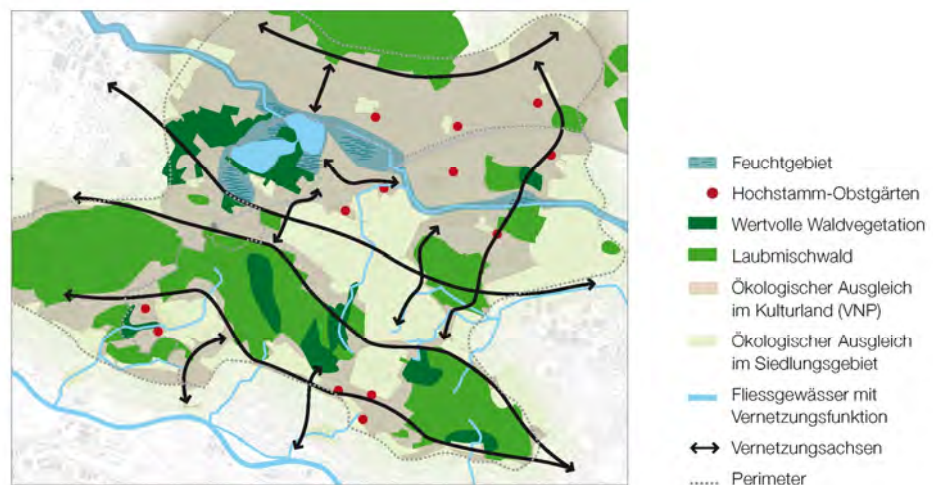 Feuchtgebiet
Hochstamm-Obstgärten
Wertvolle Waldvegetation
Laubmischwald
Ökologischer Ausgleich
im Kulturland (VNP)
Ökologischer Ausgleich
im Siedlungsgebiet
Fliessgewässer mit
Vernetzungsfunktion
Vernetzungsachsen
Perimeter